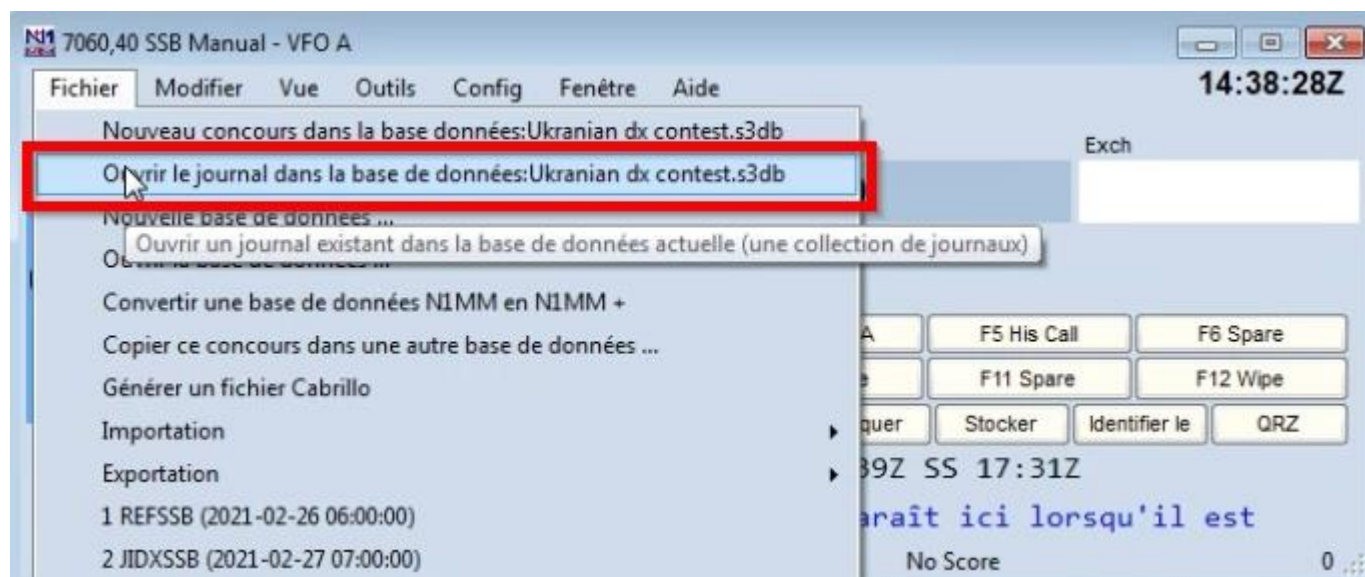 N1MM 7060,40 SSB Manual - VFO A
Fichier Modifier Vue Outils Config Fenêtre Aide 14:38:28Z
Nouveau concours dans la base données:Ukranian dx contest.s3db
Exch
Ouvrir le journal dans la base de données:Ukranian dx contest.s3db
Nouvelle base de données ...
Ouvrir un journal existant dans la base de données actuelle (une collection de journaux)
Convertir une base de données N1MM en N1MM +
Copier ce concours dans une autre base de données ...
A F5 His Call F6 Spare
Générer un fichier Cabrillo
F11 Spare F12 Wipe
Importation
quer Stocker Identifier le QRZ
Exportation
39Z SS 17:31Z
1 REFSSB (2021-02-26 06:00:00)
araît ici lorsqu'il est
2 JIDXSSB (2021-02-27 07:00:00)
No Score 0